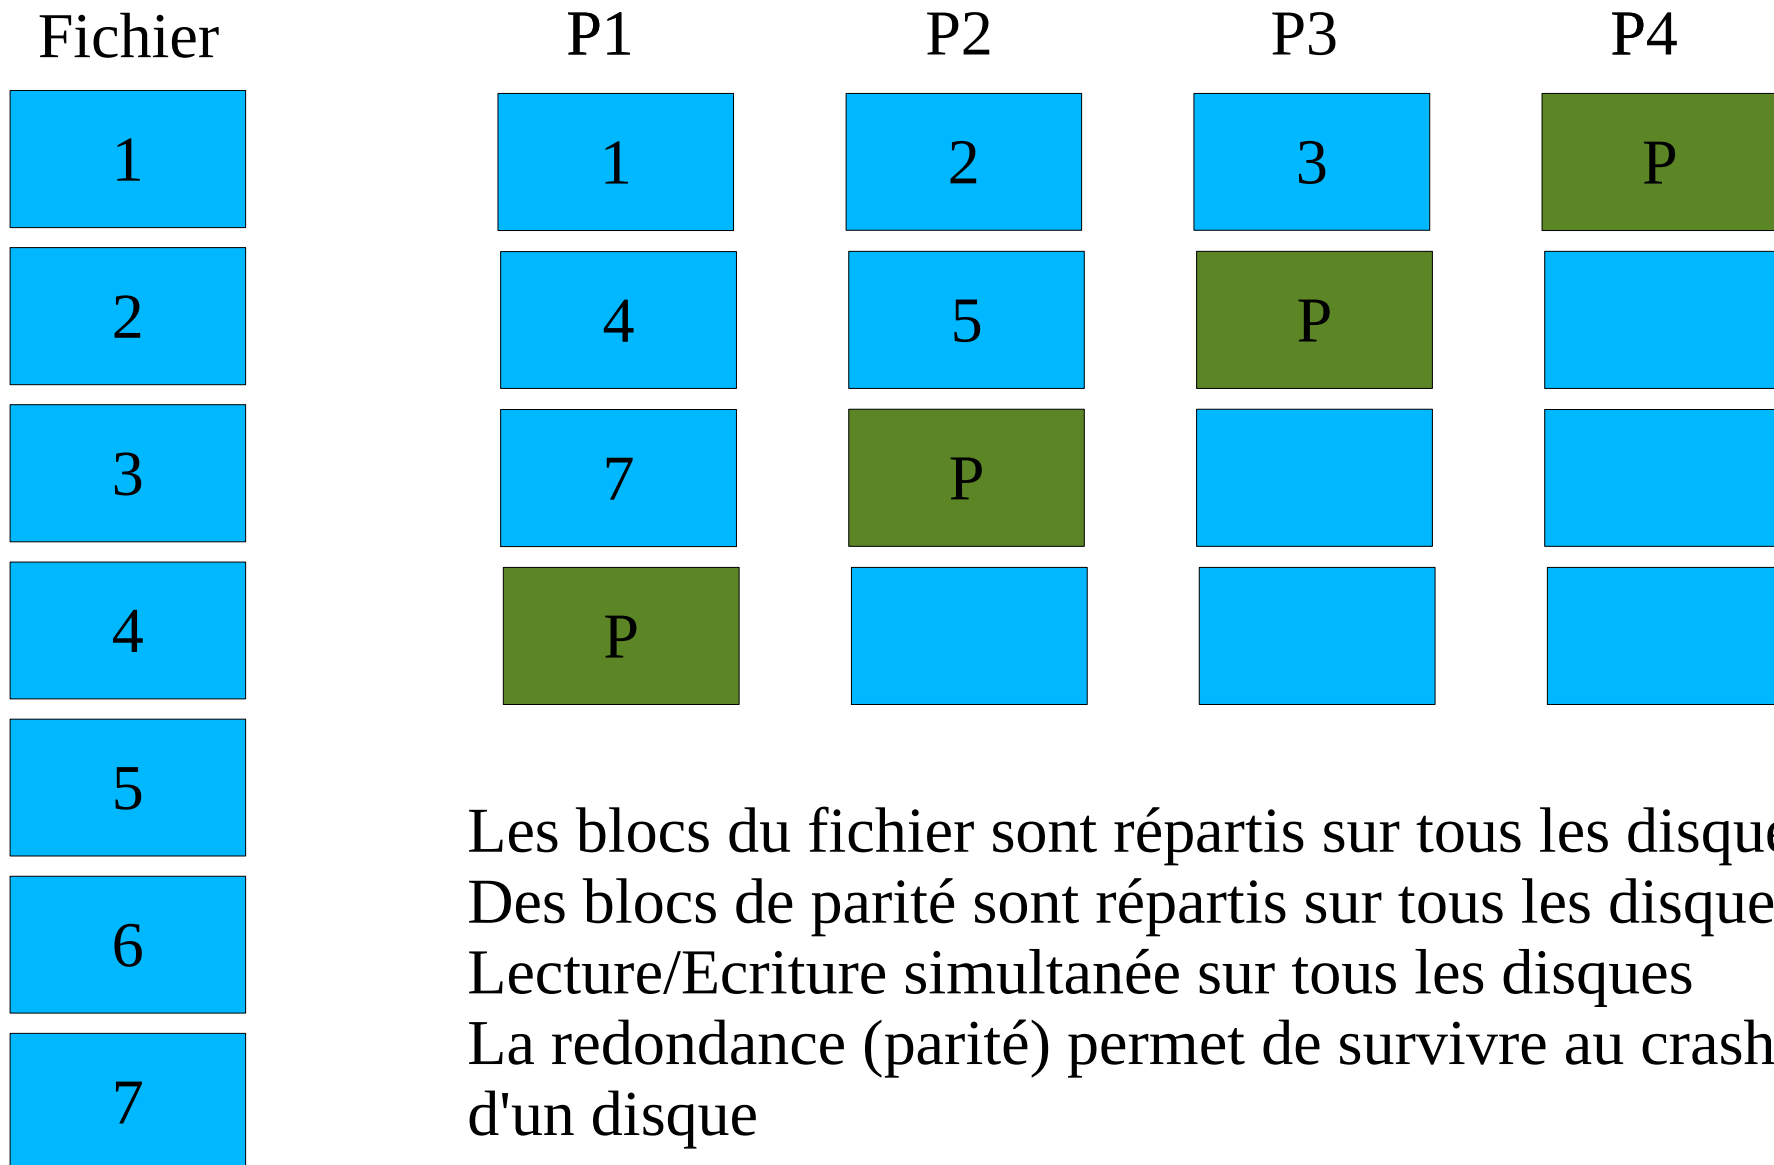 Fichier P1 P2 P3 P4
1 1 2 3 P
2 4 5 P
3 7 P
4 P
5
6
7
Les blocs du fichier sont répartis sur tous les
Des blocs de parité sont répartis sur tous les
Lecture/Ecriture simultanée sur tous les disques
La redondance (parité) permet de survivre au crash
d'un disque